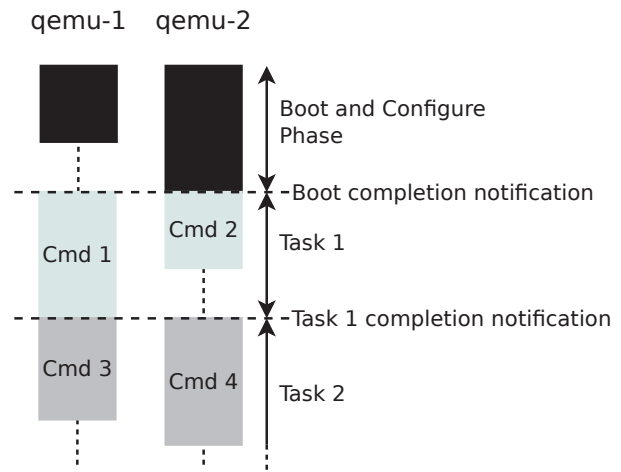 qemu-1 qemu-2
Boot and Configure
Phase
Boot completion notification
Cmd 2
Task 1
Cmd 1
Task 1 completion notification
Cmd 3
Cmd 4
Task 2